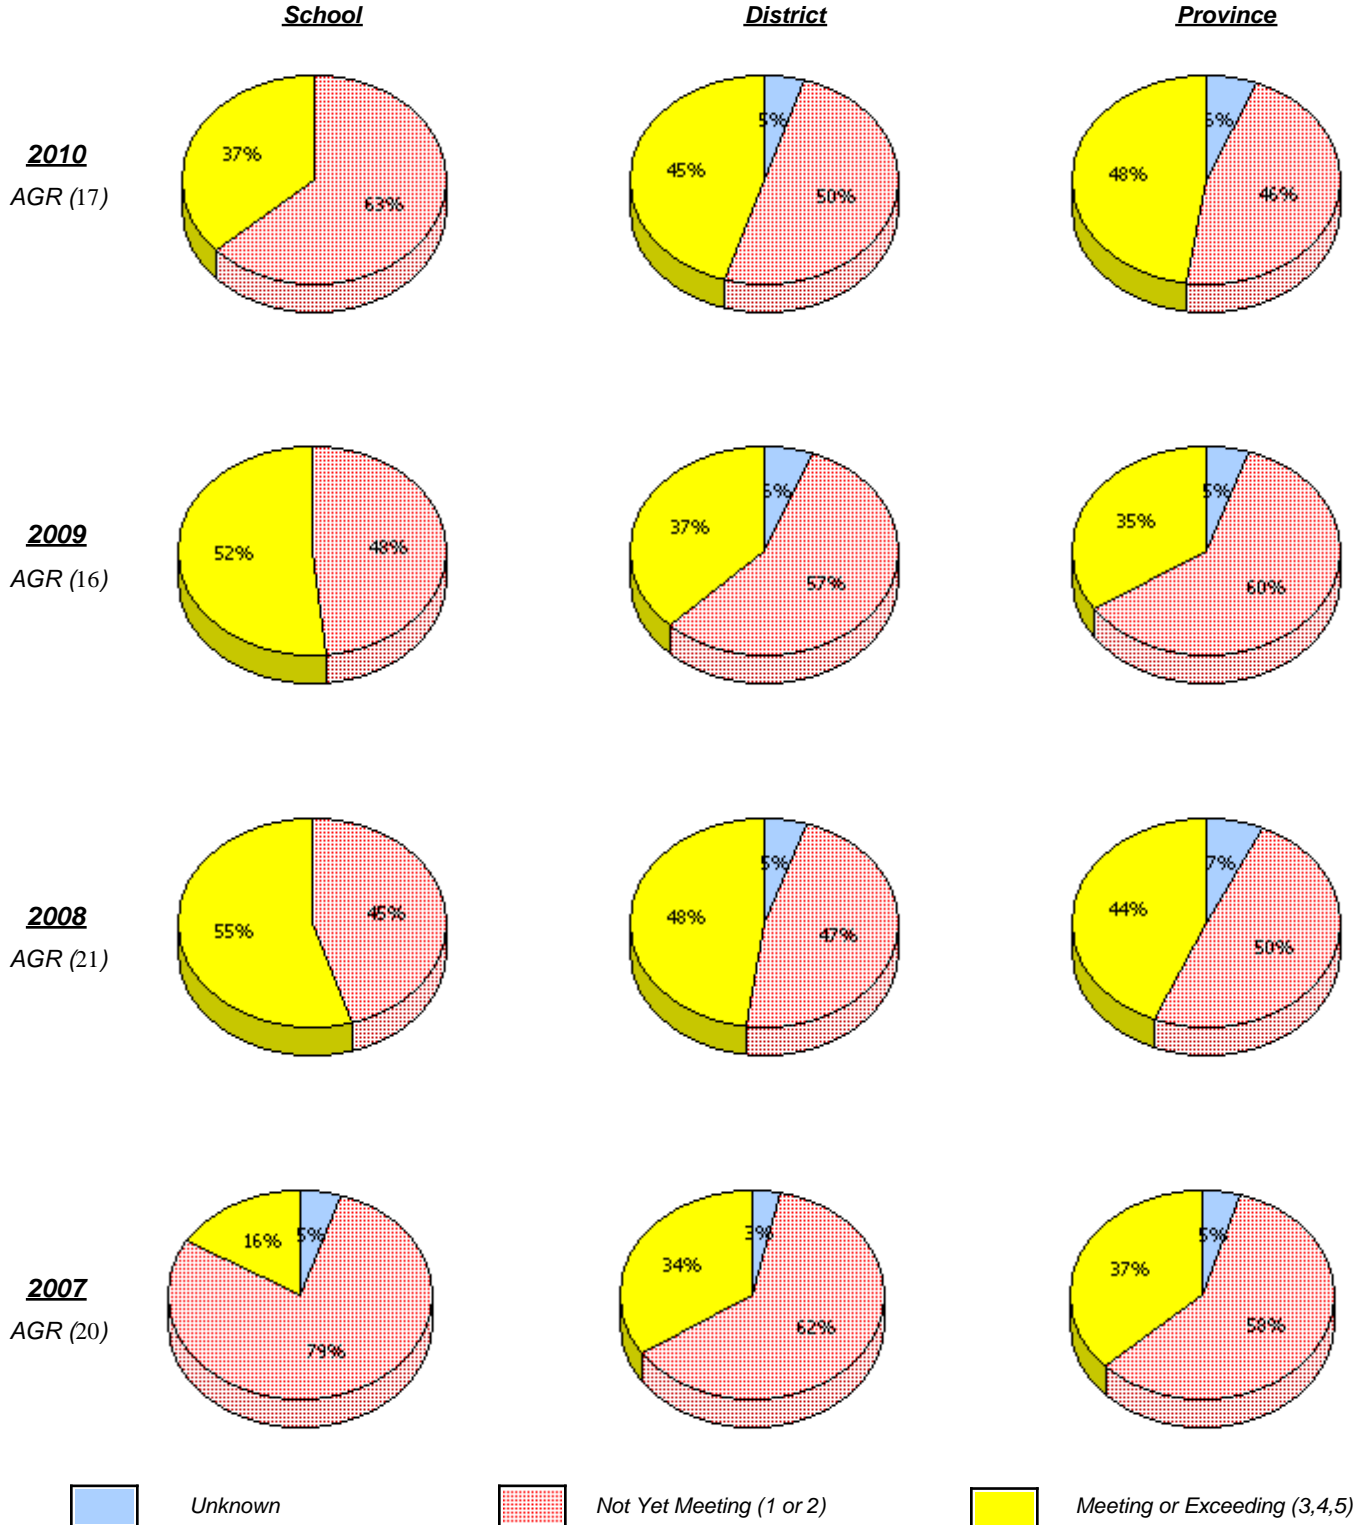 School District Province
37% 63% 5% 45% 50% 6% 48% 46%
2010
AGR (17)
52% 48% 6% 37% 57% 5% 35% 60%
2009
AGR (16)
55% 45% 5% 48% 47% 7% 44% 50%
2008
AGR (21)
16% 5% 79% 3% 34% 62% 5% 37% 58%
2007
AGR (20)
Unknown Not Yet Meeting (1 or 2) Meeting or Exceeding (3,4,5)